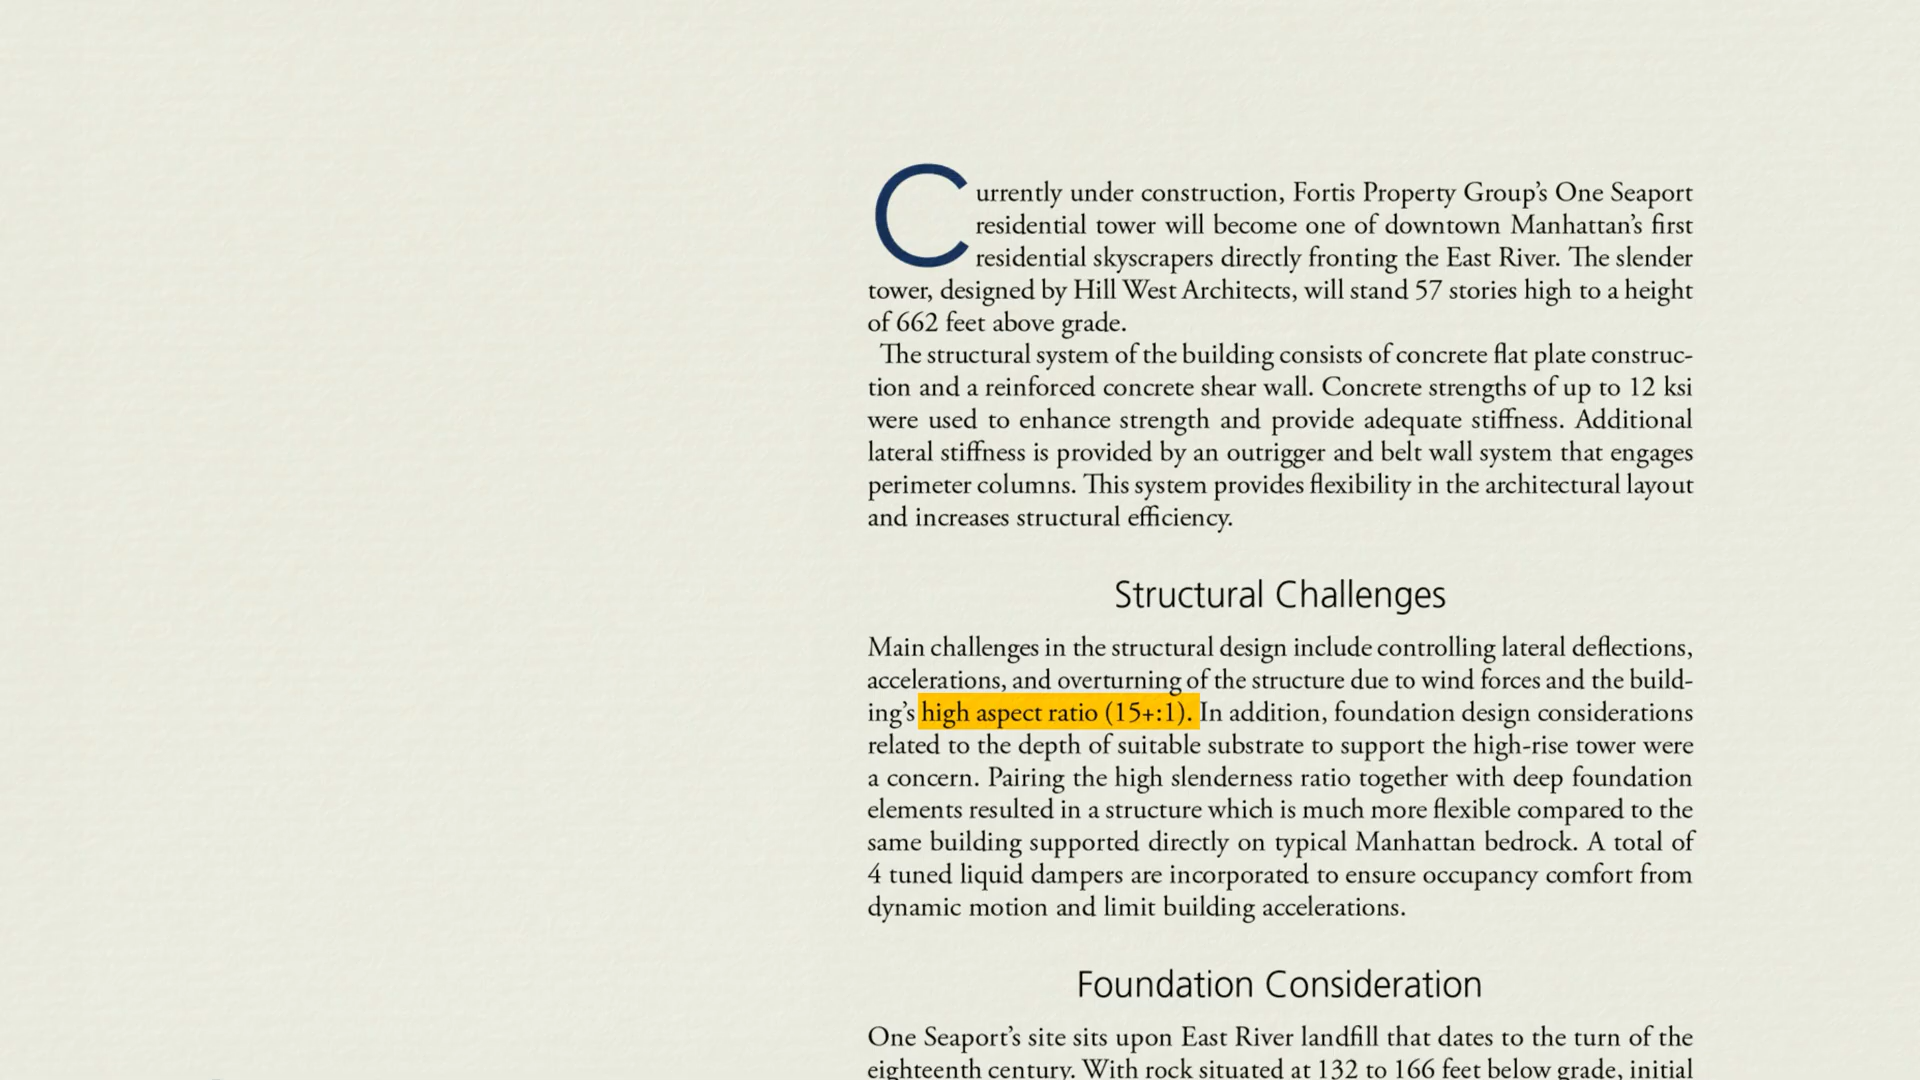 Currently under construction, Fortis Property Group's One Seaport
residential tower will become one of downtown Manhattan's first
residential skyscrapers directly fronting the East River. The slender
tower, designed by Hill West Architects, will stand 57 stories high to a height
of 662 feet above grade.
The structural system of the building consists of concrete flat plate construc-
tion and a reinforced concrete shear wall. Concrete strengths of up to 12 ksi
were used to enhance strength and provide adequate stiffness. Additional
lateral stiffness is provided by an outrigger and belt wall system that engages
perimeter columns. This system provides flexibility in the architectural layout
and increases structural efficiency.
Structural Challenges
Main challenges in the structural design include controlling lateral deflections,
accelerations, and overturning of the structure due to wind forces and the build-
ing's high aspect ratio (15+:1). In addition, foundation design considerations
related to the depth of suitable substrate to support the high-rise tower were
a concern. Pairing the high slenderness ratio together with deep foundation
elements resulted in a structure which is much more flexible compared to the
same building supported directly on typical Manhattan bedrock. A total of
4 tuned liquid dampers are incorporated to ensure occupancy comfort from
dynamic motion and limit building accelerations.
Foundation Consideration
One Seaport's site sits upon East River landfill that dates to the turn of the
eighteenth century. With rock situated at 132 to 166 feet below grade, initial